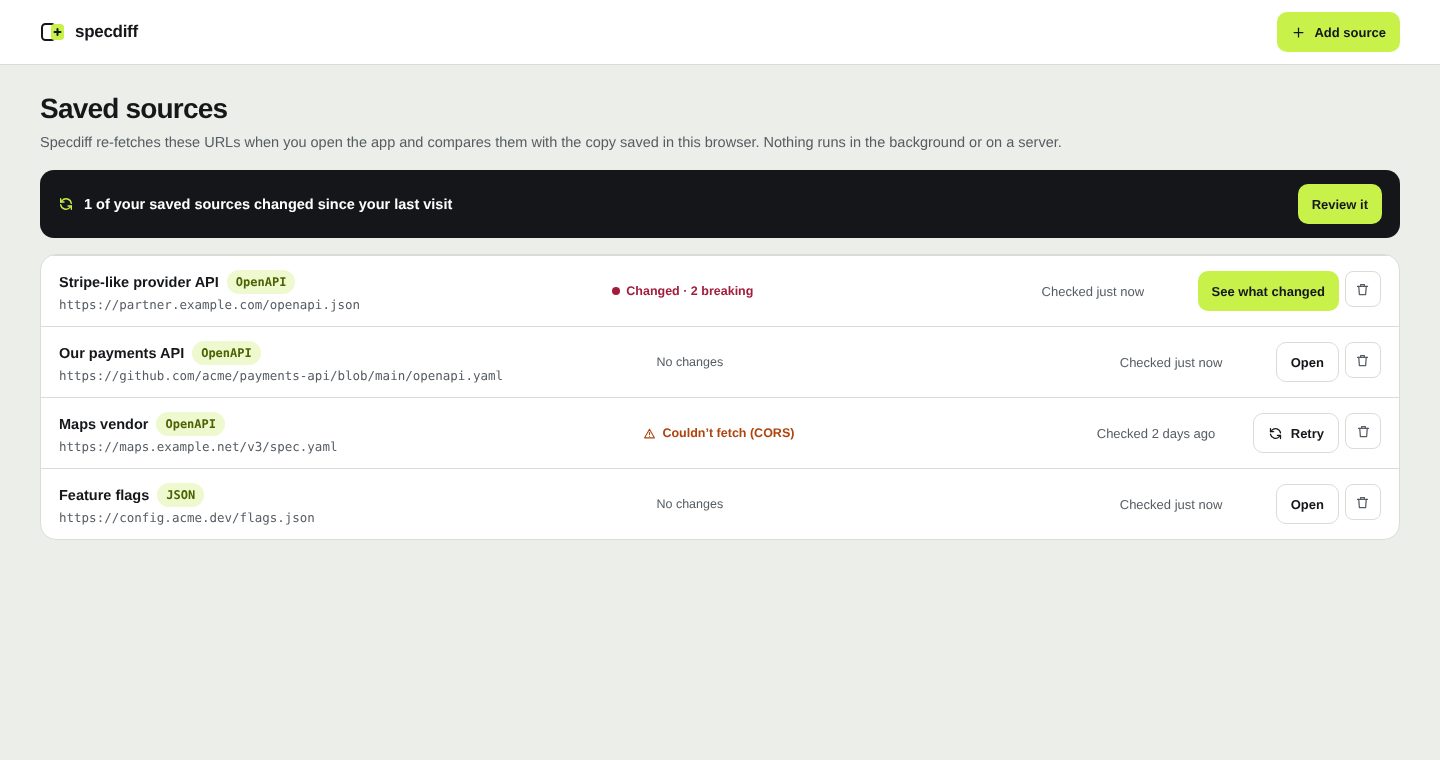 specdiff
Add source
Saved sources
Specdiff re-fetches these URLs when you open the app and compares them with the copy saved in this browser. Nothing runs in the background or on a server.
1 of your saved sources changed since your last visit
Review it
Stripe-like provider API OpenAPI
https://partner.example.com/openapi.json
Changed · 2 breaking
Checked just now
See what changed
Our payments API OpenAPI
https://github.com/acme/payments-api/blob/main/openapi.yaml
No changes
Checked just now
Open
Maps vendor OpenAPI
https://maps.example.net/v3/spec.yaml
Couldn’t fetch (CORS)
Checked 2 days ago
Retry
Feature flags JSON
https://config.acme.dev/flags.json
No changes
Checked just now
Open